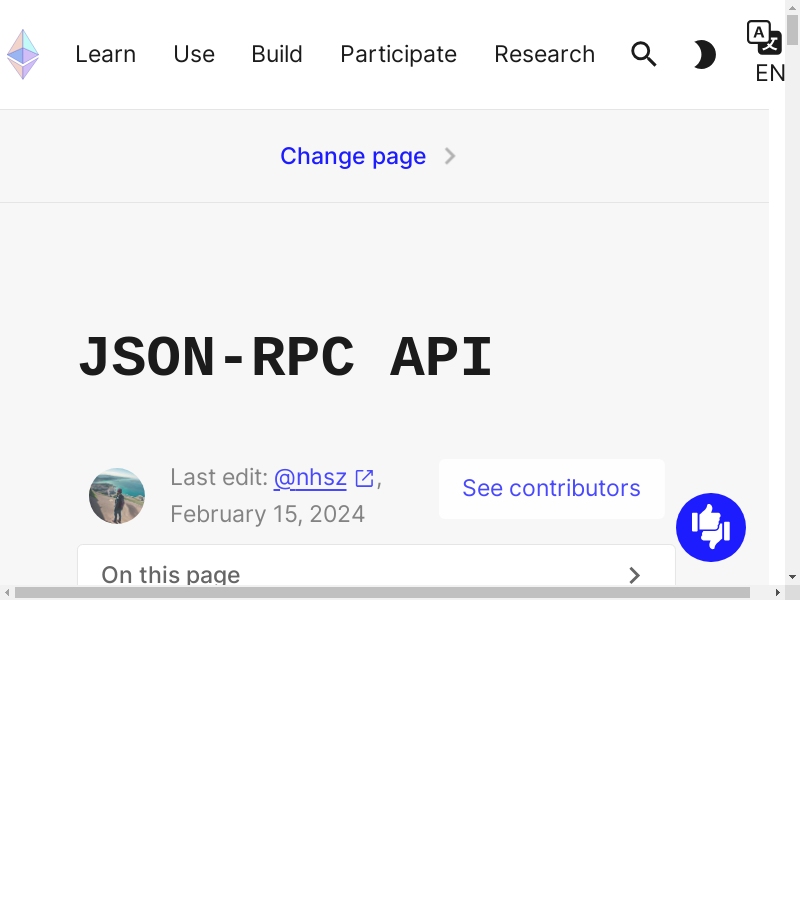 Learn Use Build Participate Research
EN
Change page
JSON-RPC API
Last edit: @nhsz ,
February 15, 2024
See contributors
On this page